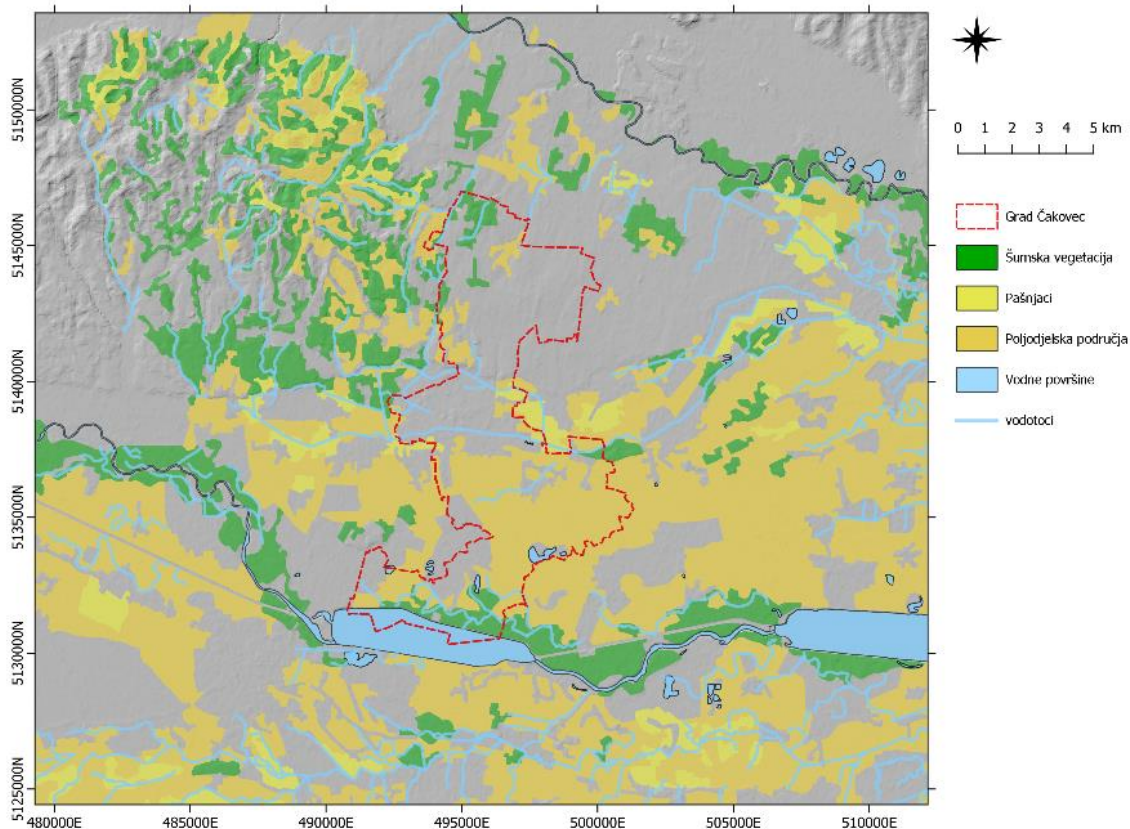 5150000N
5145000N
5140000N
5135000N
5130000N
5125000N
480000E 485000E 490000E 495000E 500000E 505000E 510000E
0 1 2 3 4 5 km
Grad Čakovec
Šumska vegetacija
Pašnjaci
Poljodjelska područja
Vodne površine
vodotoci